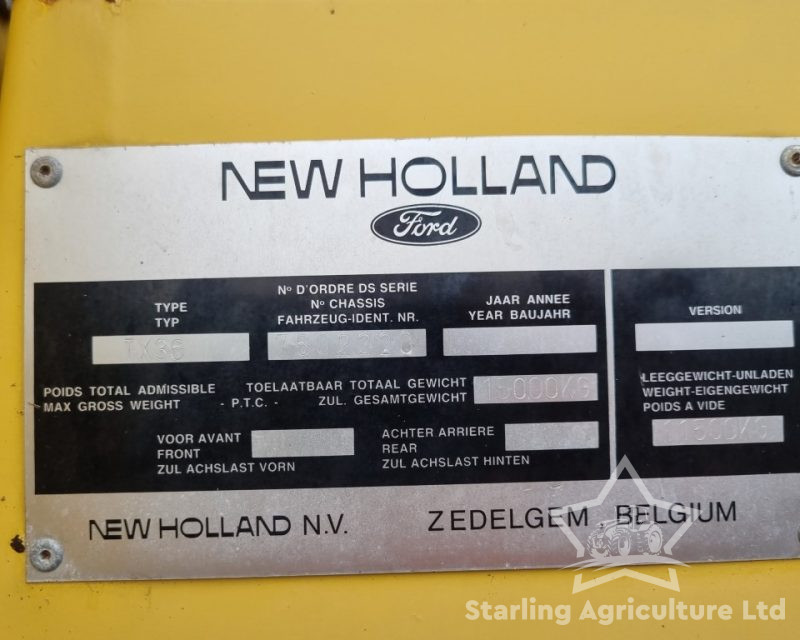 NEW HOLLAND
Ford
TYPE
TYP
TX36
Nº D'ORDRE DS SERIE
Nº CHASSIS
FAHRZEUG-IDENT. NR.
JAAR ANNEE
YEAR BAUJAHR
VERSION
POIDS TOTAL ADMISSIBLE TOELAATBAAR TOTAAL GEWICHT
MAX GROSS WEIGHT - P.T.C. - ZUL. GESAMTGEWICHT
15000KG
LEEGGEWICHT-UNLADEN
WEIGHT-EIGENGEWICHT
POIDS A VIDE
VOOR AVANT
FRONT
ZUL ACHSLAST VORN
ACHTER ARRIERE
REAR
ZUL ACHSLAST HINTEN
NEW HOLLAND N.V. ZEDELGEM BELGIUM
Starling Agriculture Ltd